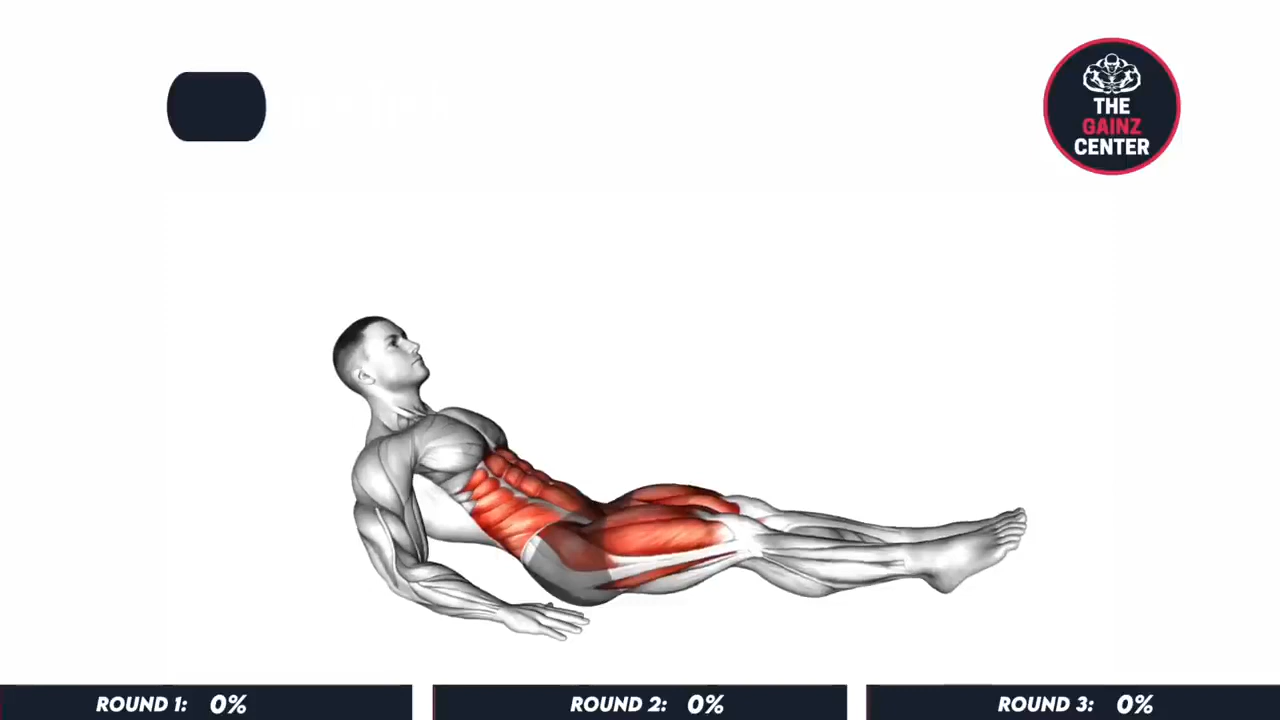 THE
GAINZ
CENTER
ROUND 1: 0%
ROUND 2: 0%
ROUND 3: 0%